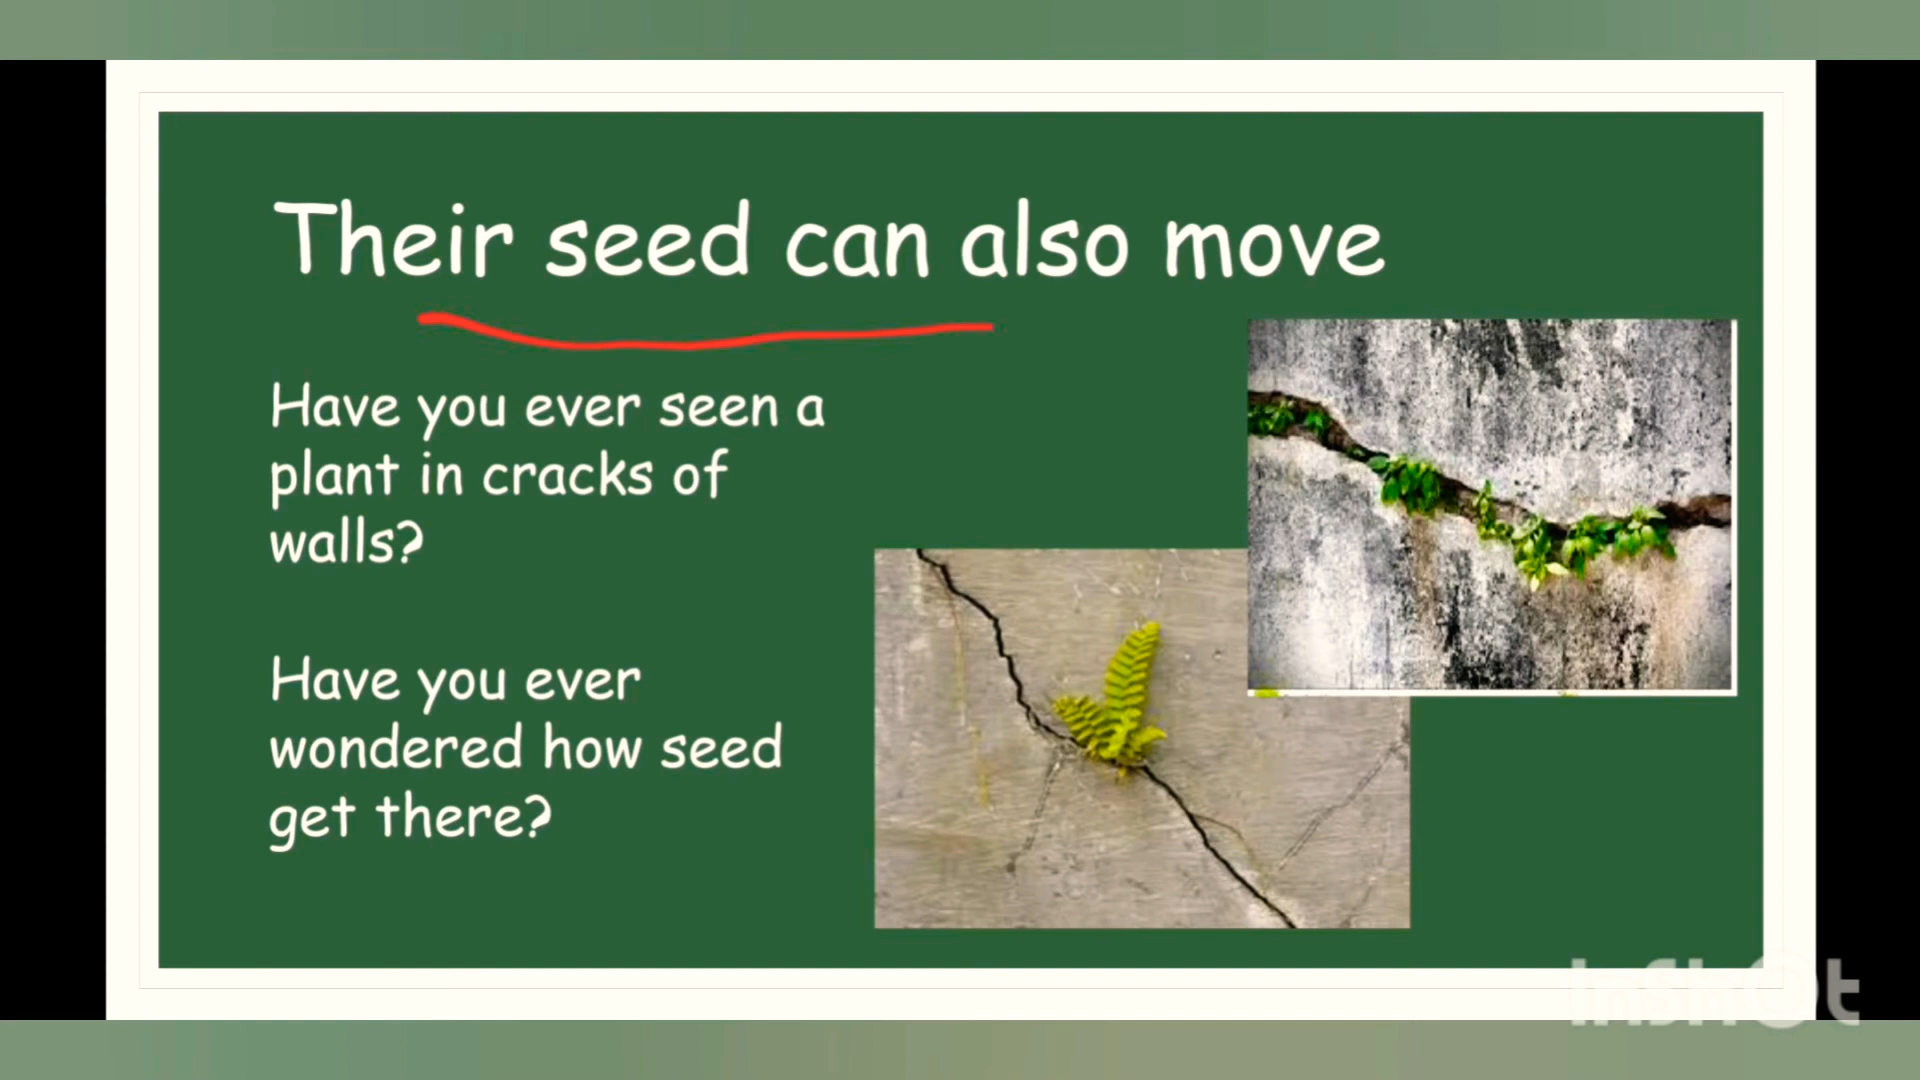 Their seed can also move
Have you ever seen a
plant in cracks of
walls?
Have you ever
wondered how seed
get there?
InShOt